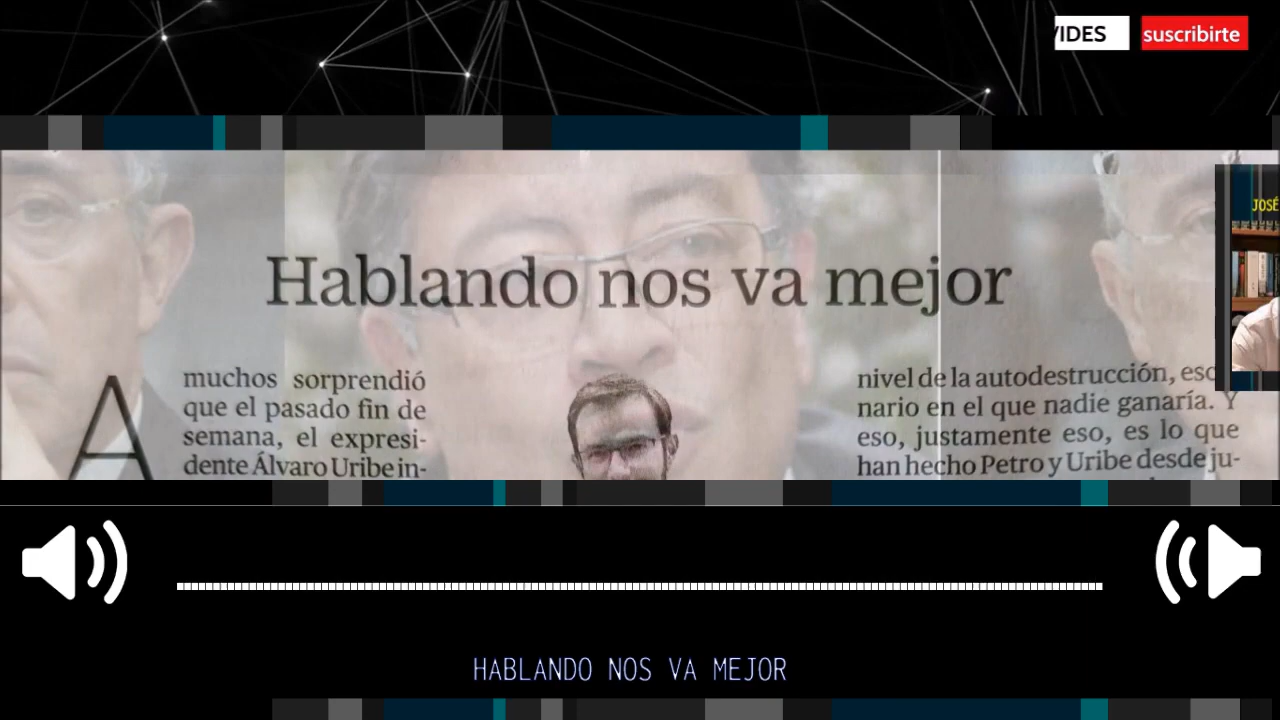 VIDES
suscribirte
JOSÉ
Hablando nos va mejor
A muchos sorprendió
que el pasado fin de
semana, el expresi-
dente Álvaro Uribe in-
nivel de la autodestrucción, esce
nario en el que nadie ganaría. Y
eso, justamente eso, es lo que
han hecho Petro y Uribe desde ju-
HABLANDO NOS VA MEJOR